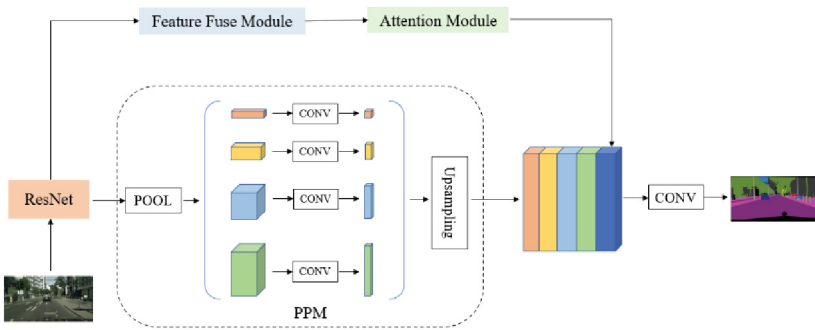 Feature Fuse Module
Attention Module
CONV
CONV
ResNet
POOL
CONV
Upsampling
CONV
CONV
PPM